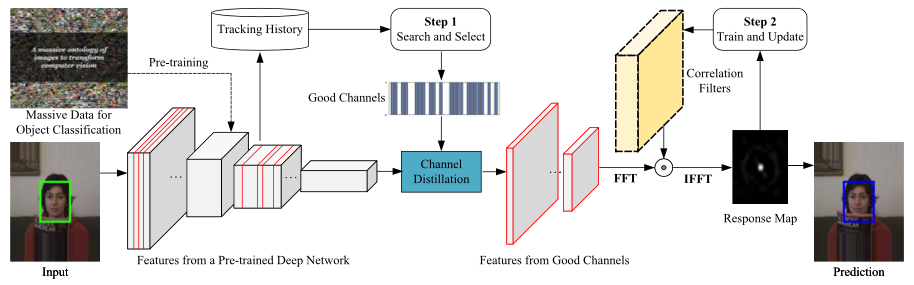 A massive ontology of
images to transform
computer vision
Massive Data for
Object Classification
Pre-training
Tracking History
Step 1
Search and Select
Good Channels
Channel
Distillation
Step 2
Train and Update
Correlation
Filters
FFT
IFFT
Response Map
Input
Features from a Pre-trained Deep Network
Features from Good Channels
Prediction